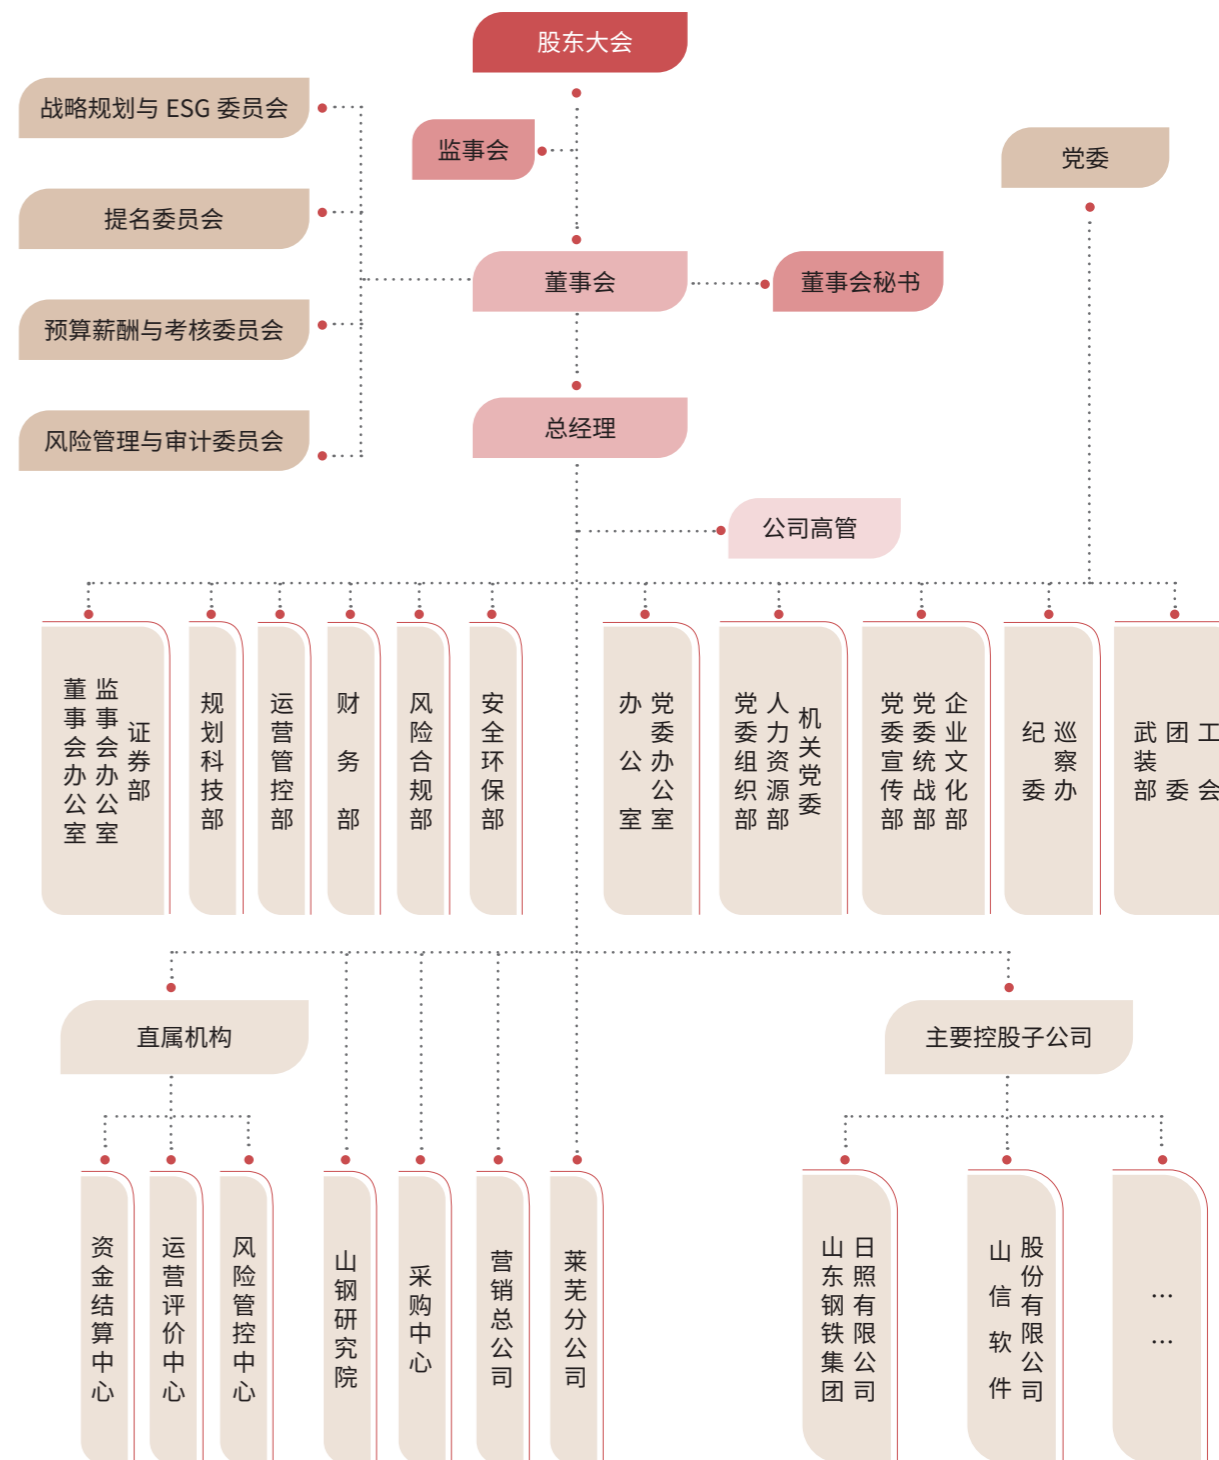 股东大会
战略规划与 ESG 委员会
监事会
党委
提名委员会
董事会
董事会秘书
预算薪酬与考核委员会
总经理
风险管理与审计委员会
公司高管
董事会办公室
监事会办公室
证券部
规划科技部
运营管控部
财务部
风险合规部
安全环保部
办公室
党委办公室
党委组织部
人力资源部
机关党委
党委宣传部
党委统战部
企业文化部
纪委
巡察办
武装部
团委
工会
直属机构
主要控股子公司
资金结算中心
运营评价中心
风险管控中心
山钢研究院
采购中心
营销总公司
莱芜分公司
山东钢铁集团
日照有限公司
山信软件
股份有限公司
……